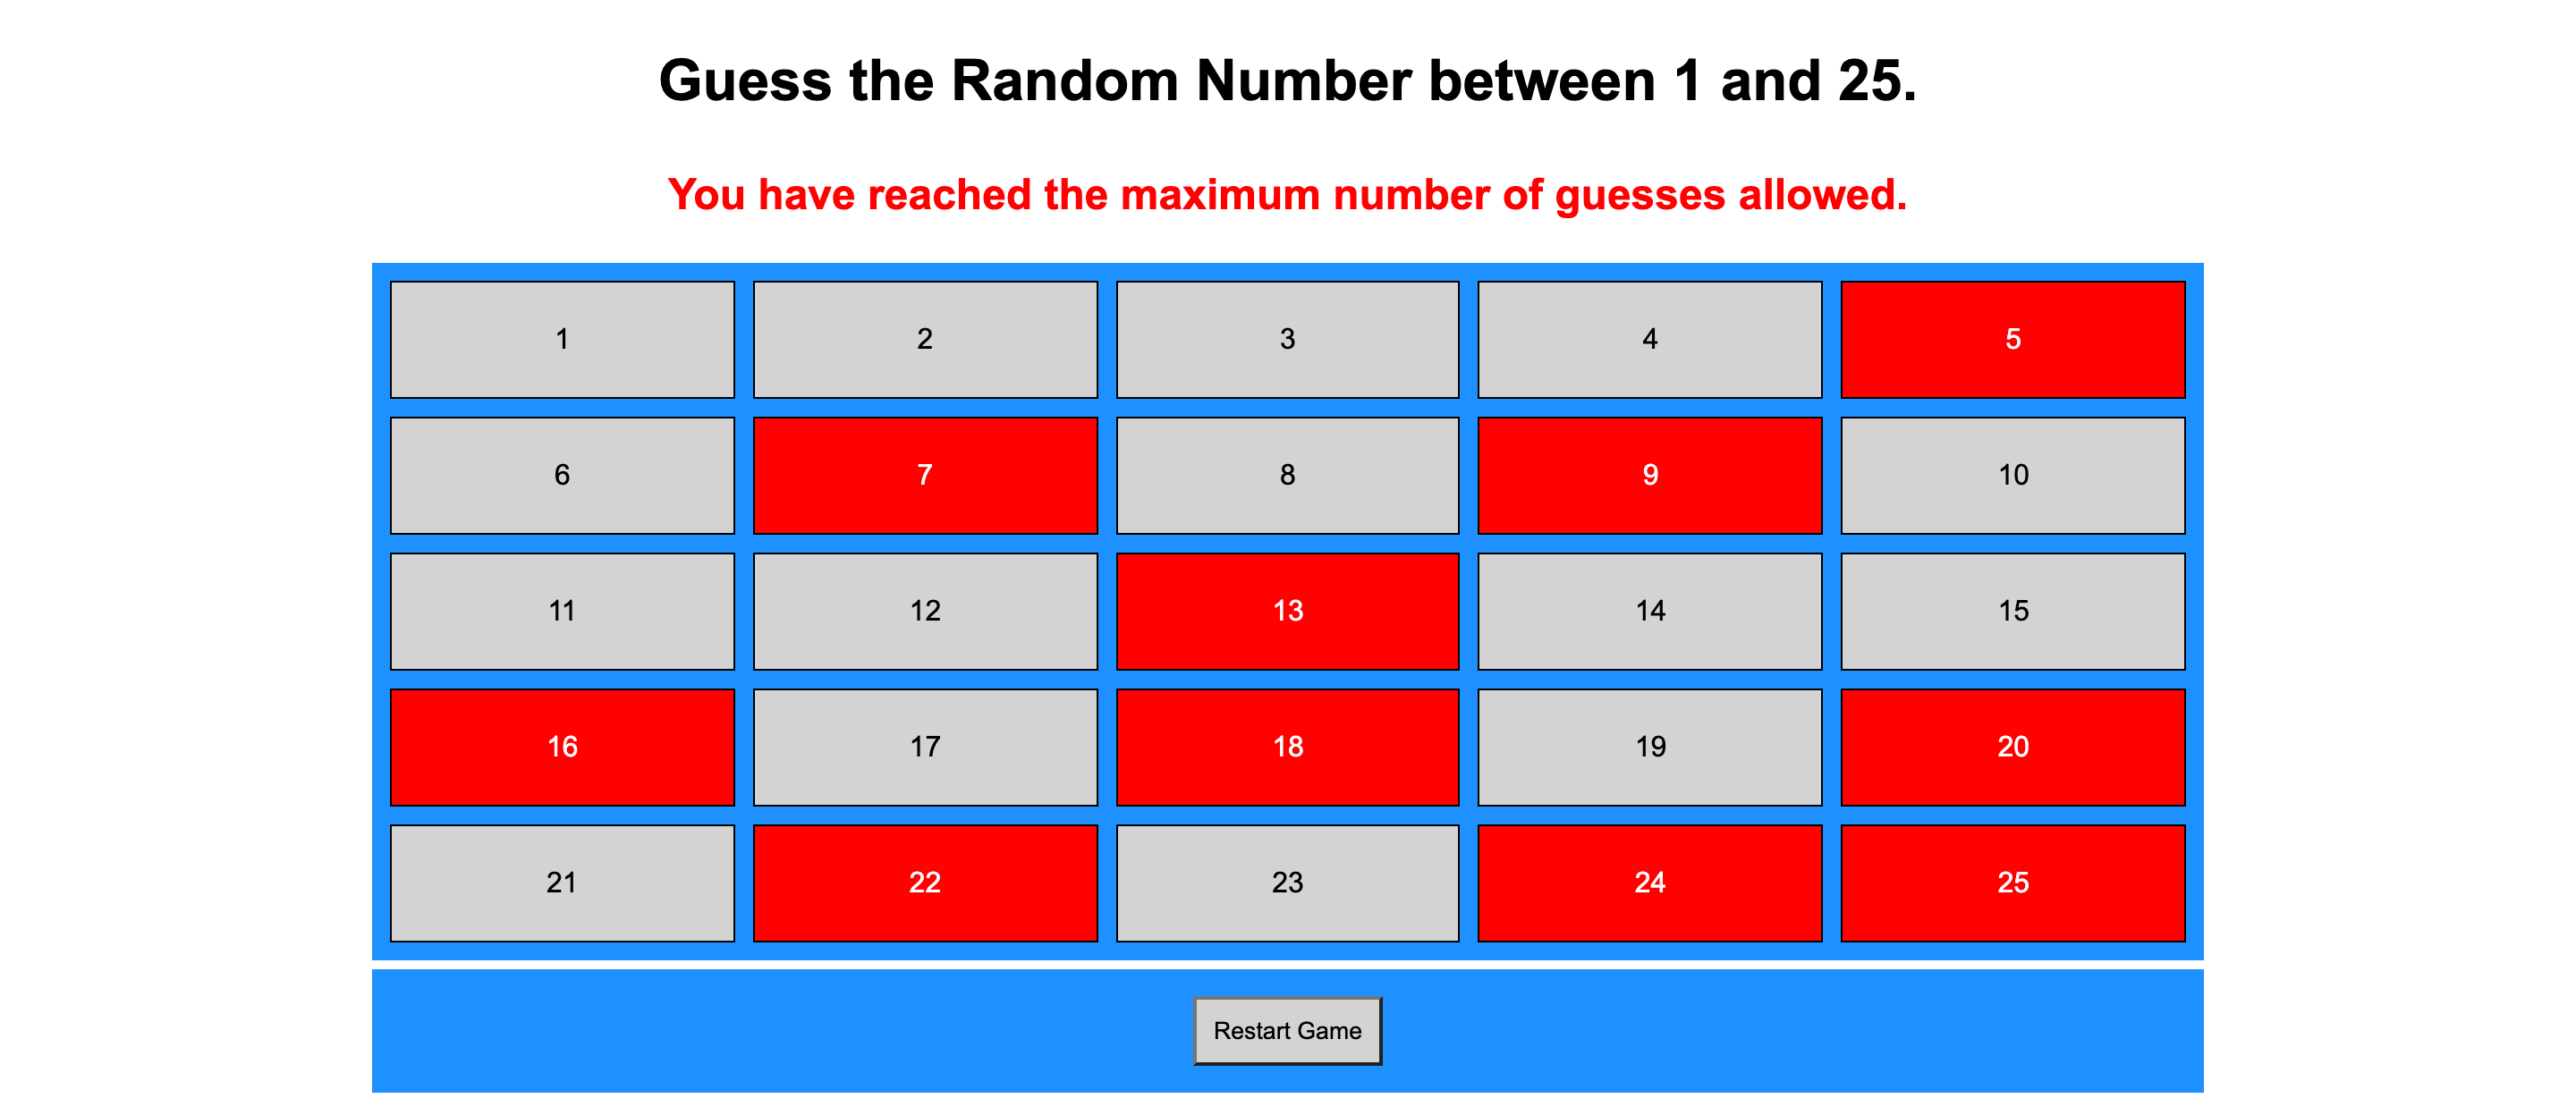 Guess the Random Number between 1 and 25.
You have reached the maximum number of guesses allowed.
1 2 3 4 5
6 7 8 9 10
11 12 13 14 15
16 17 18 19 20
21 22 23 24 25
Restart Game